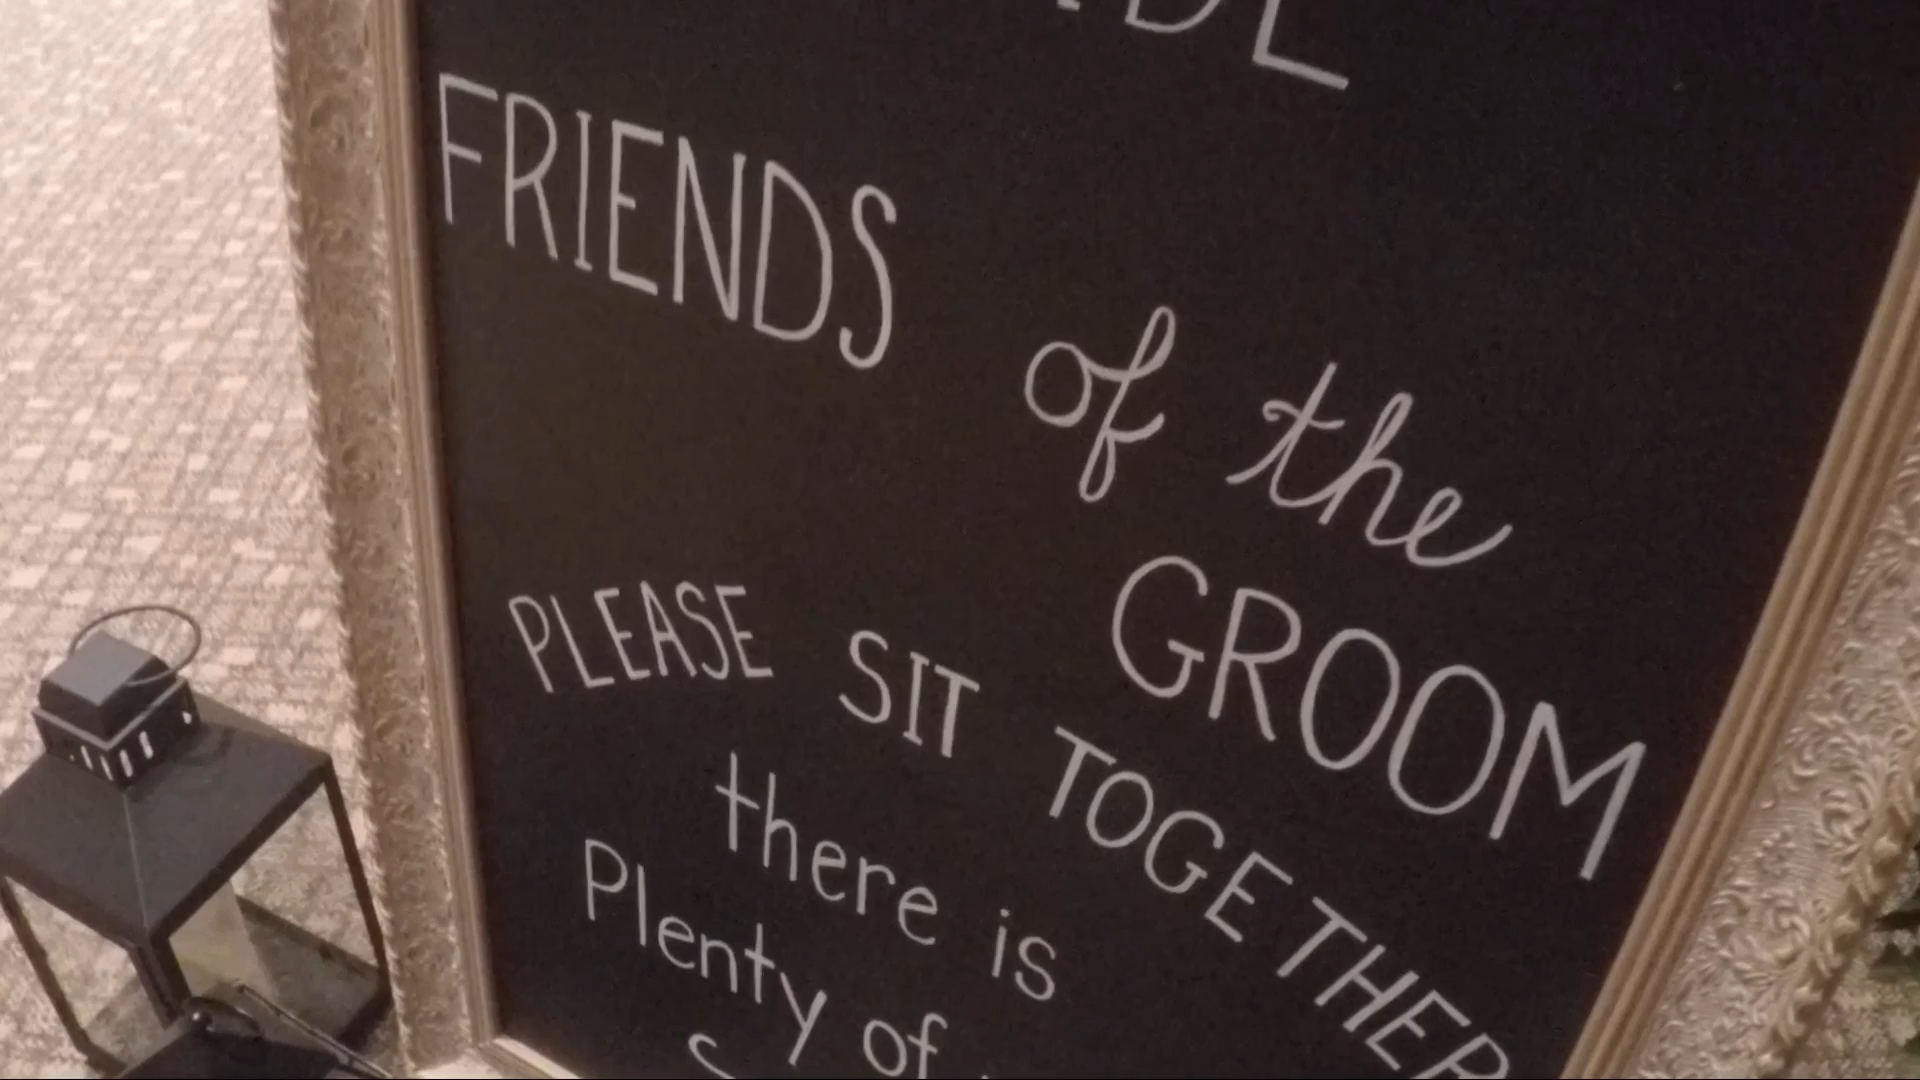 FRIENDS of the
GROOM
PLEASE SIT TOGETHER
there is
Plenty of